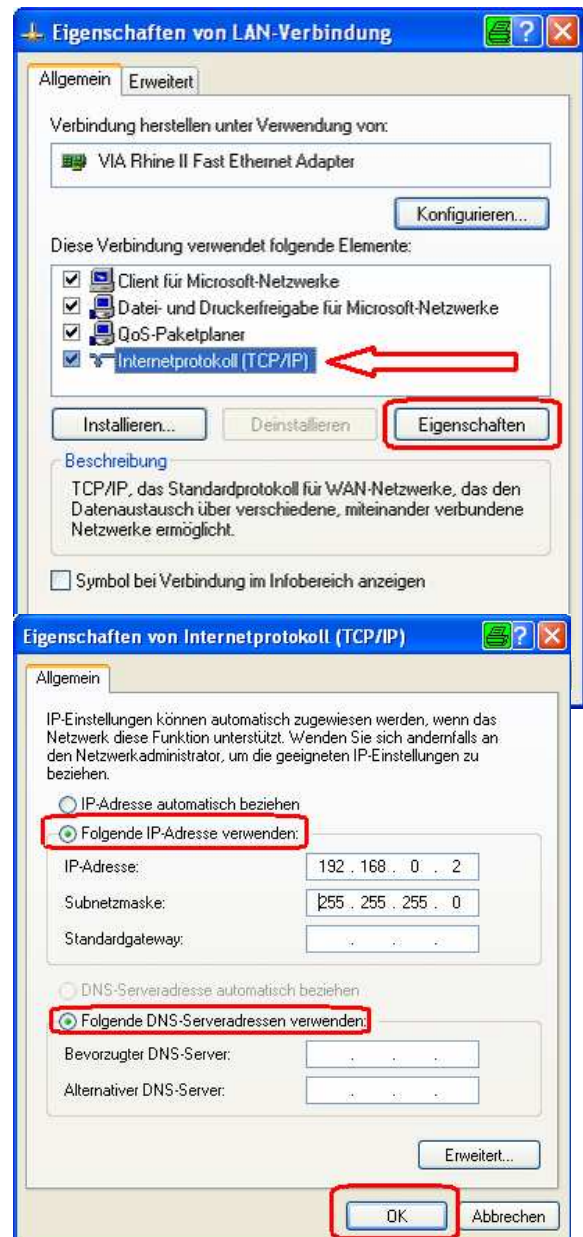 Eigenschaften von LAN-Verbindung
?
Allgemein Erweitert
Verbindung herstellen unter Verwendung von:
VIA Rhine II Fast Ethernet Adapter
Konfigurieren...
Diese Verbindung verwendet folgende Elemente:
Client für Microsoft-Netzwerke
Datei- und Druckerfreigabe für Microsoft-Netzwerke
QoS-Paketplaner
Internetprotokoll (TCP/IP)
Installieren... Deinstallieren Eigenschaften
Beschreibung
TCP/IP, das Standardprotokoll für WAN-Netzwerke, das den
Datenaustausch über verschiedene, miteinander verbundene
Netzwerke ermöglicht.
Symbol bei Verbindung im Infobereich anzeigen
Eigenschaften von Internetprotokoll (TCP/IP)
?
Allgemein
IP-Einstellungen können automatisch zugewiesen werden, wenn das
Netzwerk diese Funktion unterstützt. Wenden Sie sich andernfalls an
den Netzwerkadministrator, um die geeigneten IP-Einstellungen zu
beziehen.
IP-Adresse automatisch beziehen
Folgende IP-Adresse verwenden:
IP-Adresse: 192 . 168 . 0 . 2
Subnetzmaske: 255 . 255 . 255 . 0
Standardgateway: . . .
DNS-Serveradresse automatisch beziehen
Folgende DNS-Serveradressen verwenden:
Bevorzugter DNS-Server: . . .
Alternativer DNS-Server: . . .
Erweitert...
OK Abbrechen